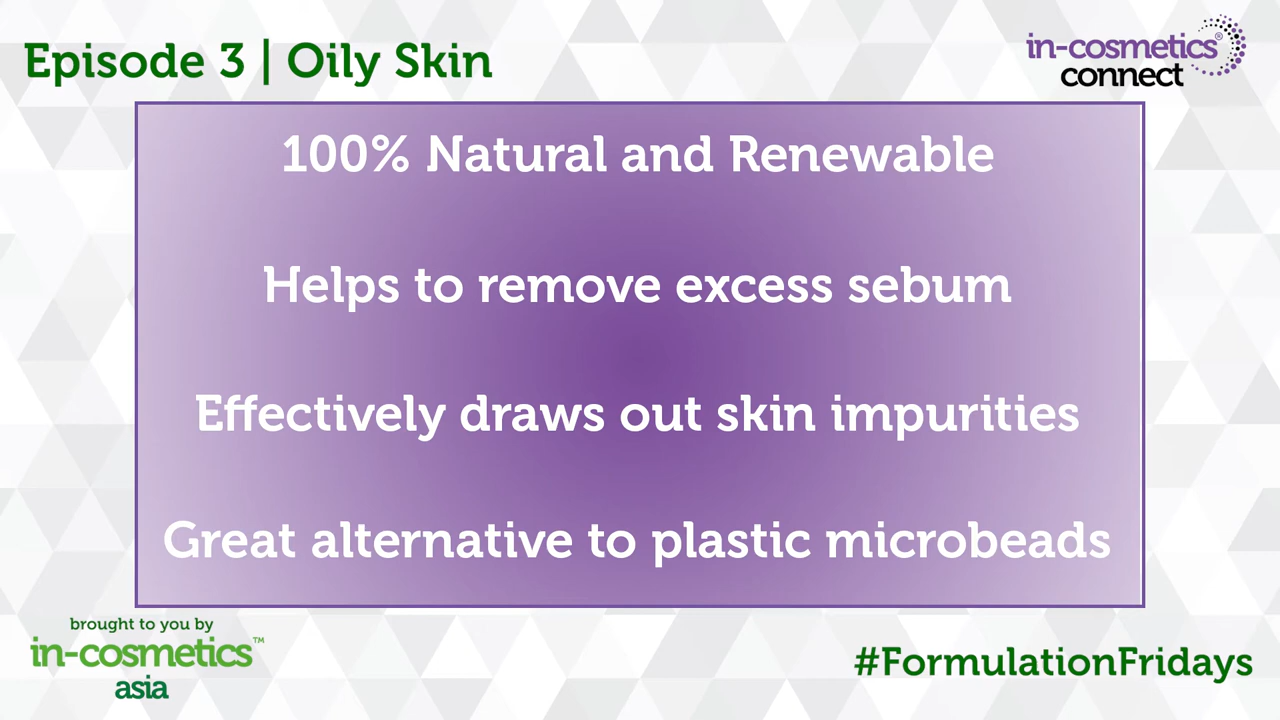 Episode 3 | Oily Skin
in-cosmetics®
connect
100% Natural and Renewable
Helps to remove excess sebum
Effectively draws out skin impurities
Great alternative to plastic microbeads
brought to you by
in-cosmetics™
asia
#FormulationFridays